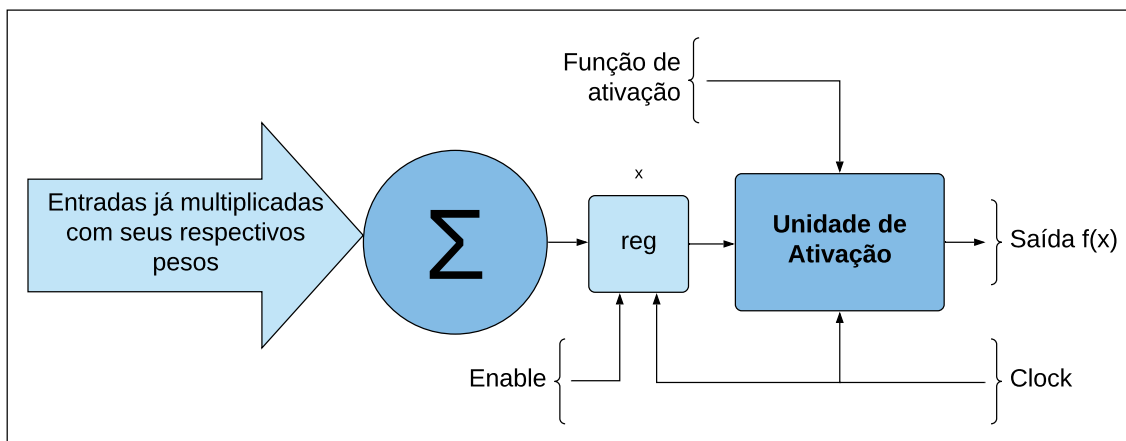 Função de
ativação
x
Entradas já multiplicadas
com seus respectivos
pesos
Σ
reg
Unidade de
Ativação
Saída f(x)
Enable
Clock